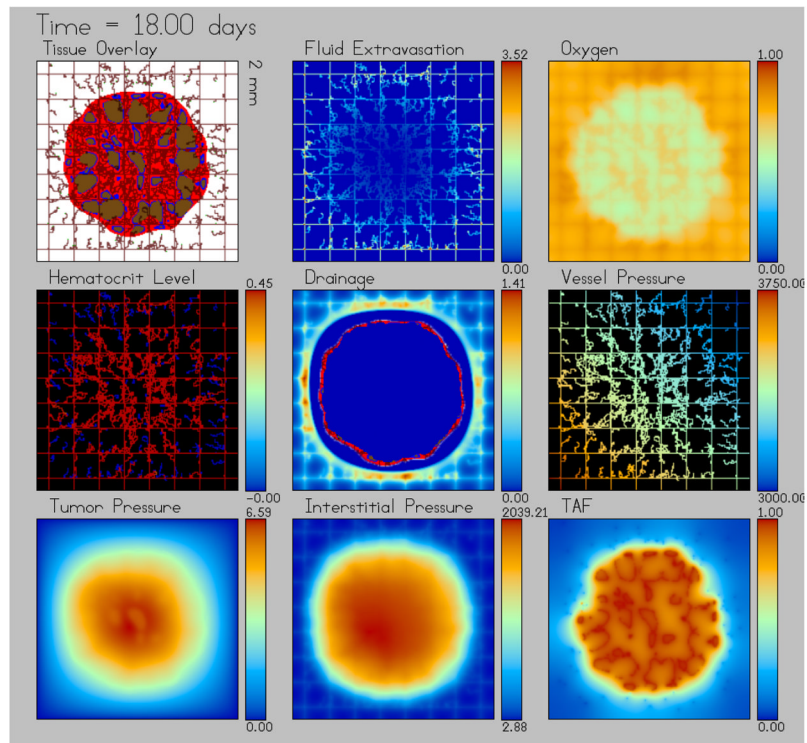 Time = 18.00 days
Tissue Overlay
2 mm
Fluid Extravasation
3.52
0.00
Oxygen
1.00
0.00
Hematocrit Level
0.45
-0.00
Drainage
1.41
0.00
Vessel Pressure
3750.00
3000.00
Tumor Pressure
6.59
0.00
Interstitial Pressure
2039.21
2.88
TAF
1.00
0.00